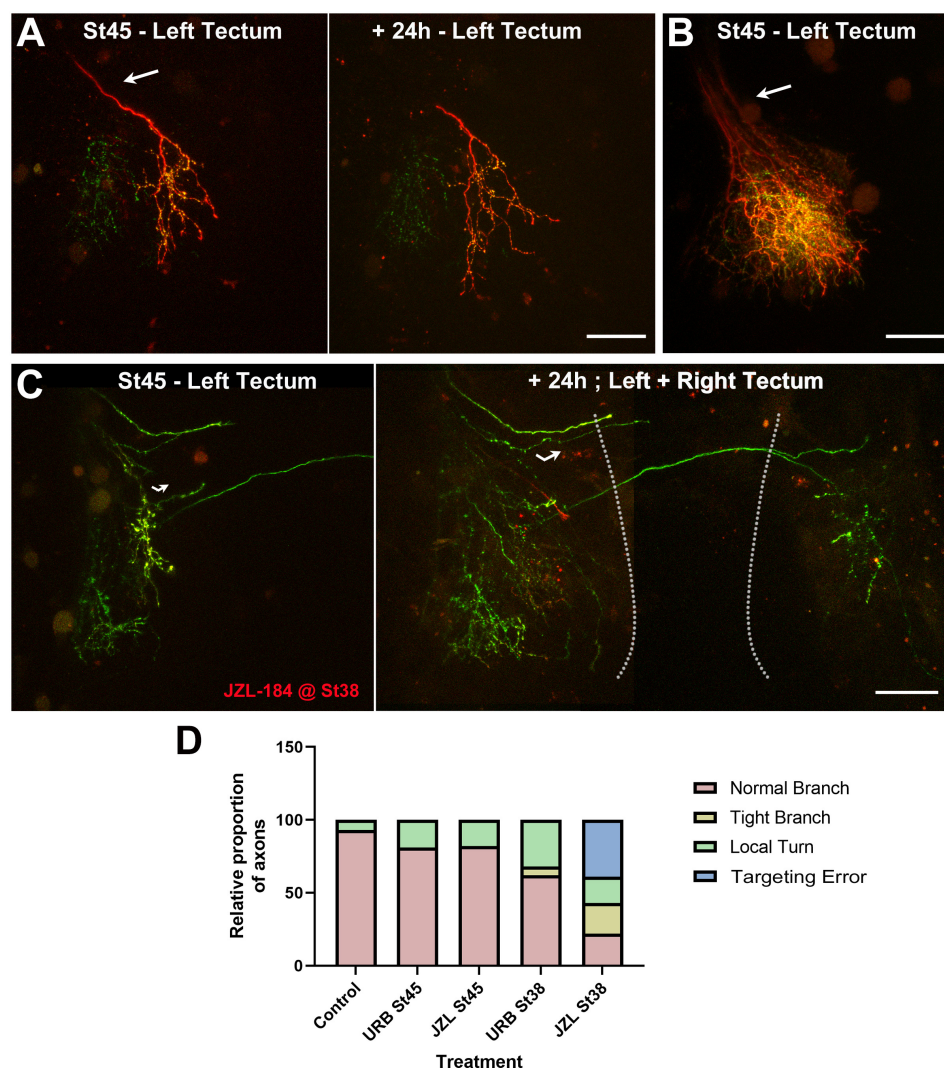 A
St45 - Left Tectum
+ 24h - Left Tectum
B
St45 - Left Tectum
C
St45 - Left Tectum
+ 24h ; Left + Right Tectum
JZL-184 @ St38
D
150
100
50
0
Relative proportion
of axons
Control
URB St45
JZL St45
URB St38
JZL St38
Treatment
Normal Branch
Tight Branch
Local Turn
Targeting Error